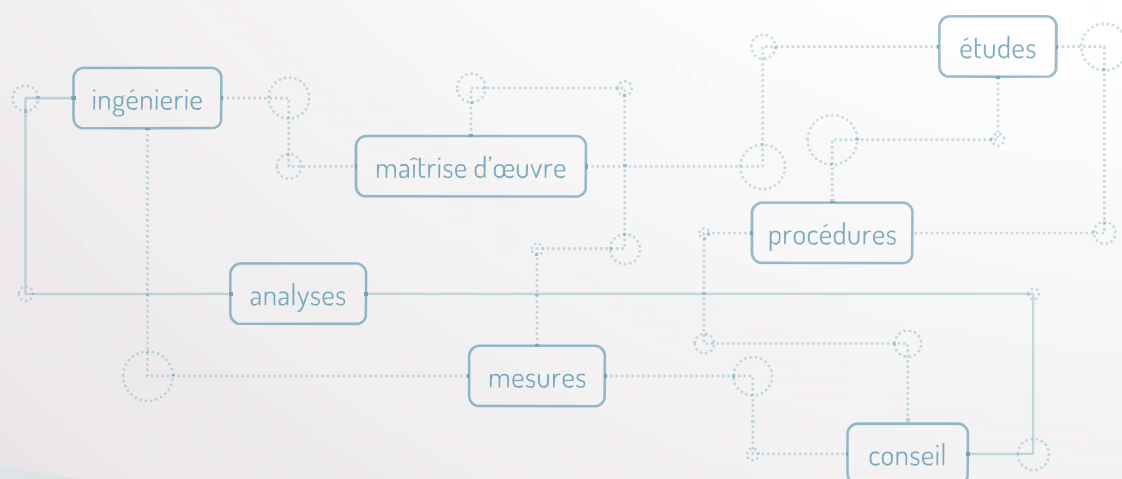 études
ingénierie
maîtrise d’œuvre
procédures
analyses
mesures
conseil